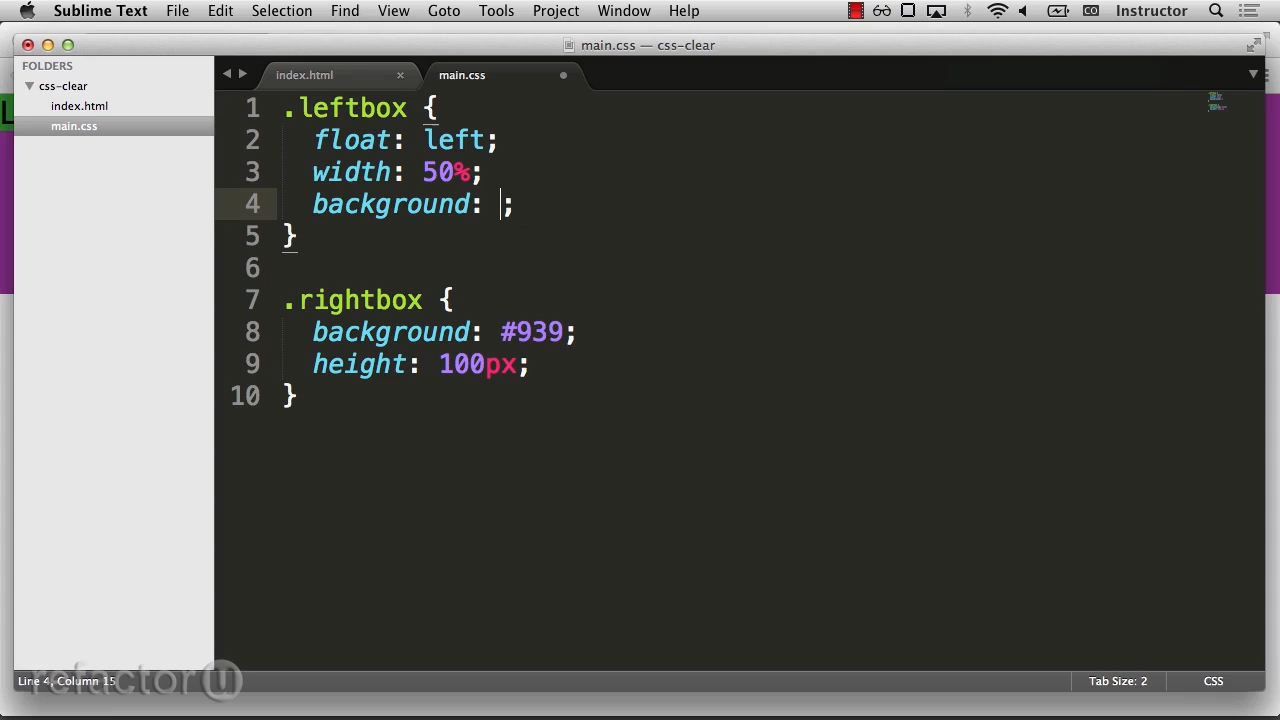 Sublime Text File Edit Selection Find View Goto Tools Project Window Help Instructor
main.css — css-clear
FOLDERS
css-clear
index.html
main.css
index.html main.css
1 .leftbox {
2 float: left;
3 width: 50%;
4 background: ;
5 }
6
7 .rightbox {
8 background: #939;
9 height: 100px;
10 }
L
refactor u
Line 4, Column 15 Tab Size: 2 CSS